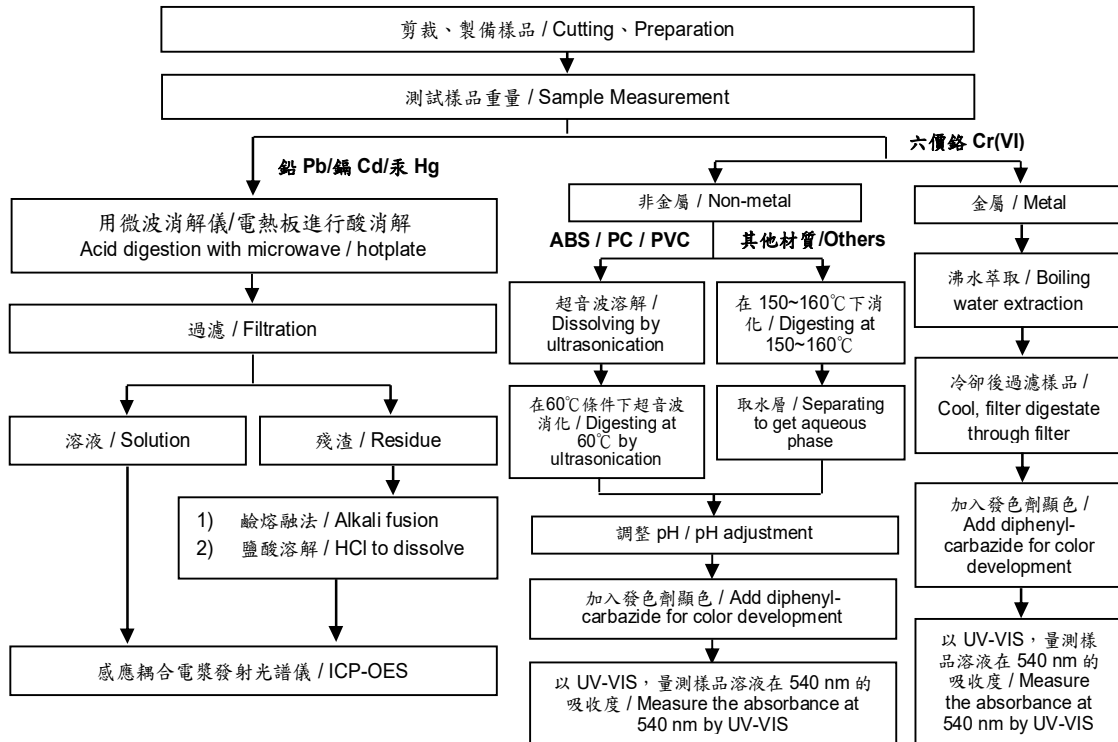 剪裁、製備樣品 / Cutting、Preparation
測試樣品重量 / Sample Measurement
六價鉻 Cr(VI)
鉛 Pb/鎘 Cd/汞 Hg
用微波消解儀/電熱板進行酸消解
Acid digestion with microwave / hotplate
過濾 / Filtration
溶液 / Solution
殘渣 / Residue
1) 鹼熔融法 / Alkali fusion
2) 鹽酸溶解 / HCl to dissolve
感應耦合電漿發射光譜儀 / ICP-OES
非金屬 / Non-metal
ABS / PC / PVC
其他材質/Others
超音波溶解 /
Dissolving by
ultrasonication
在 150~160℃下消
化 / Digesting at
150~160℃
在60℃條件下超音波
消化 / Digesting at
60℃ by
ultrasonication
取水層 / Separating
to get aqueous
phase
調整 pH / pH adjustment
加入發色劑顯色 / Add diphenyl-
carbazide for color development
以 UV-VIS，量測樣品溶液在 540 nm 的
吸收度 / Measure the absorbance at
540 nm by UV-VIS
金屬 / Metal
沸水萃取 / Boiling
water extraction
冷卻後過濾樣品 /
Cool, filter digestate
through filter
加入發色劑顯色 /
Add diphenyl-
carbazide for color
development
以 UV-VIS，量測樣
品溶液在 540 nm 的
吸收度 / Measure
the absorbance at
540 nm by UV-VIS